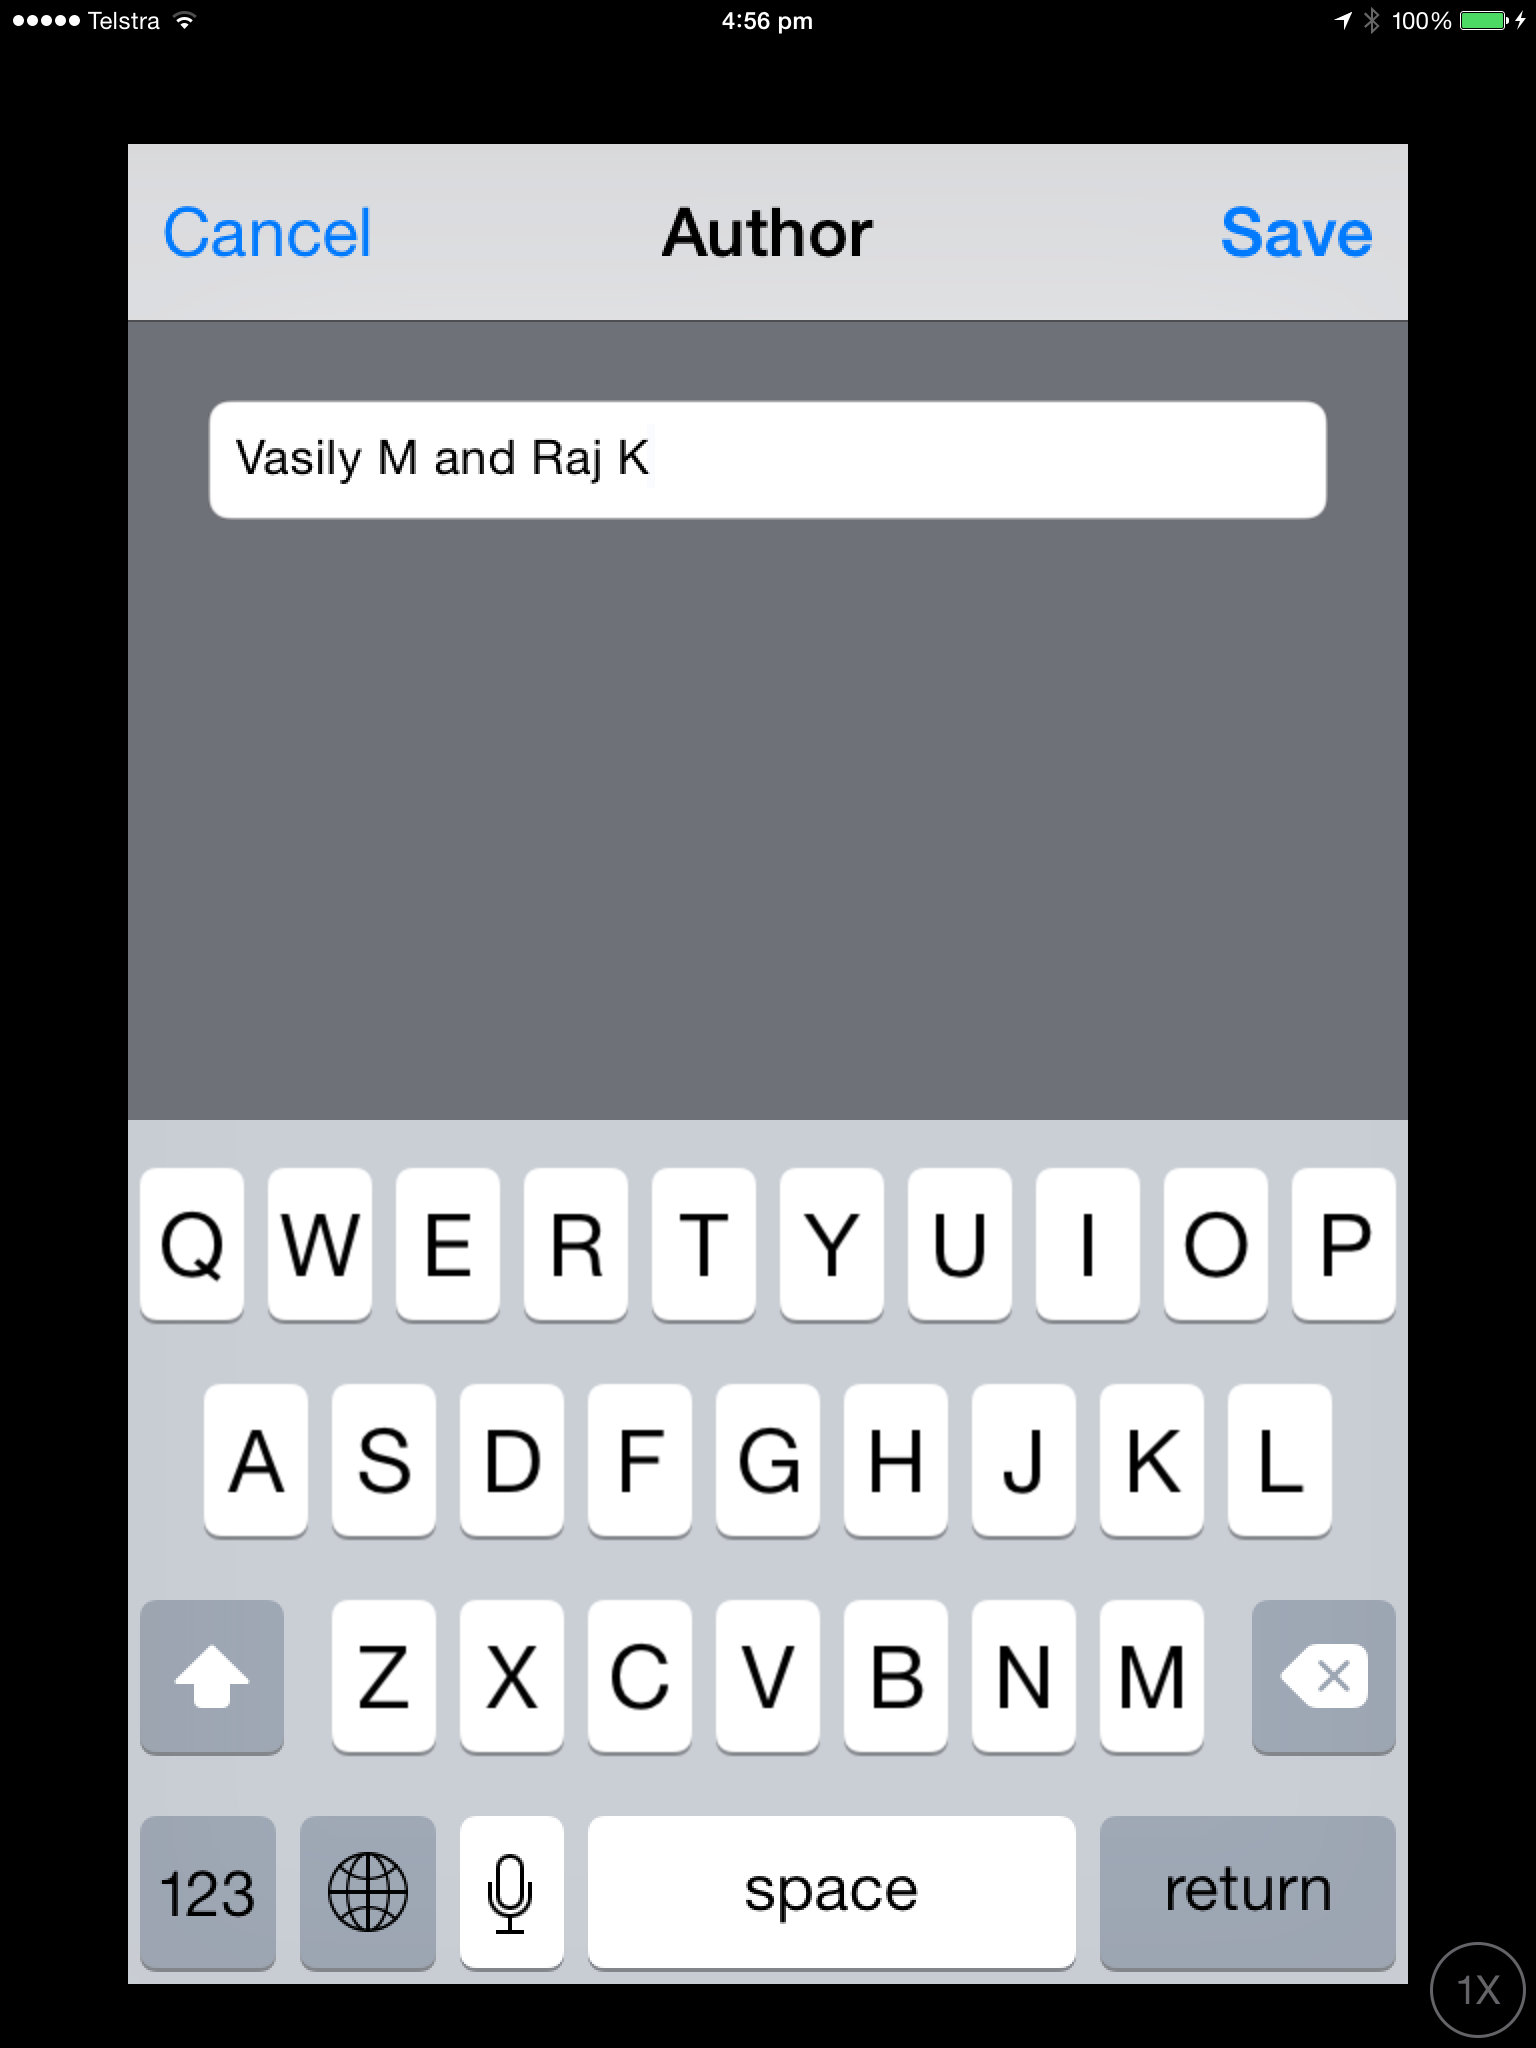 Telstra 4:56 pm 100%
Cancel Author Save
Vasily M and Raj K
Q W E R T Y U I O P
A S D F G H J K L
Z X C V B N M
123 space return
1X